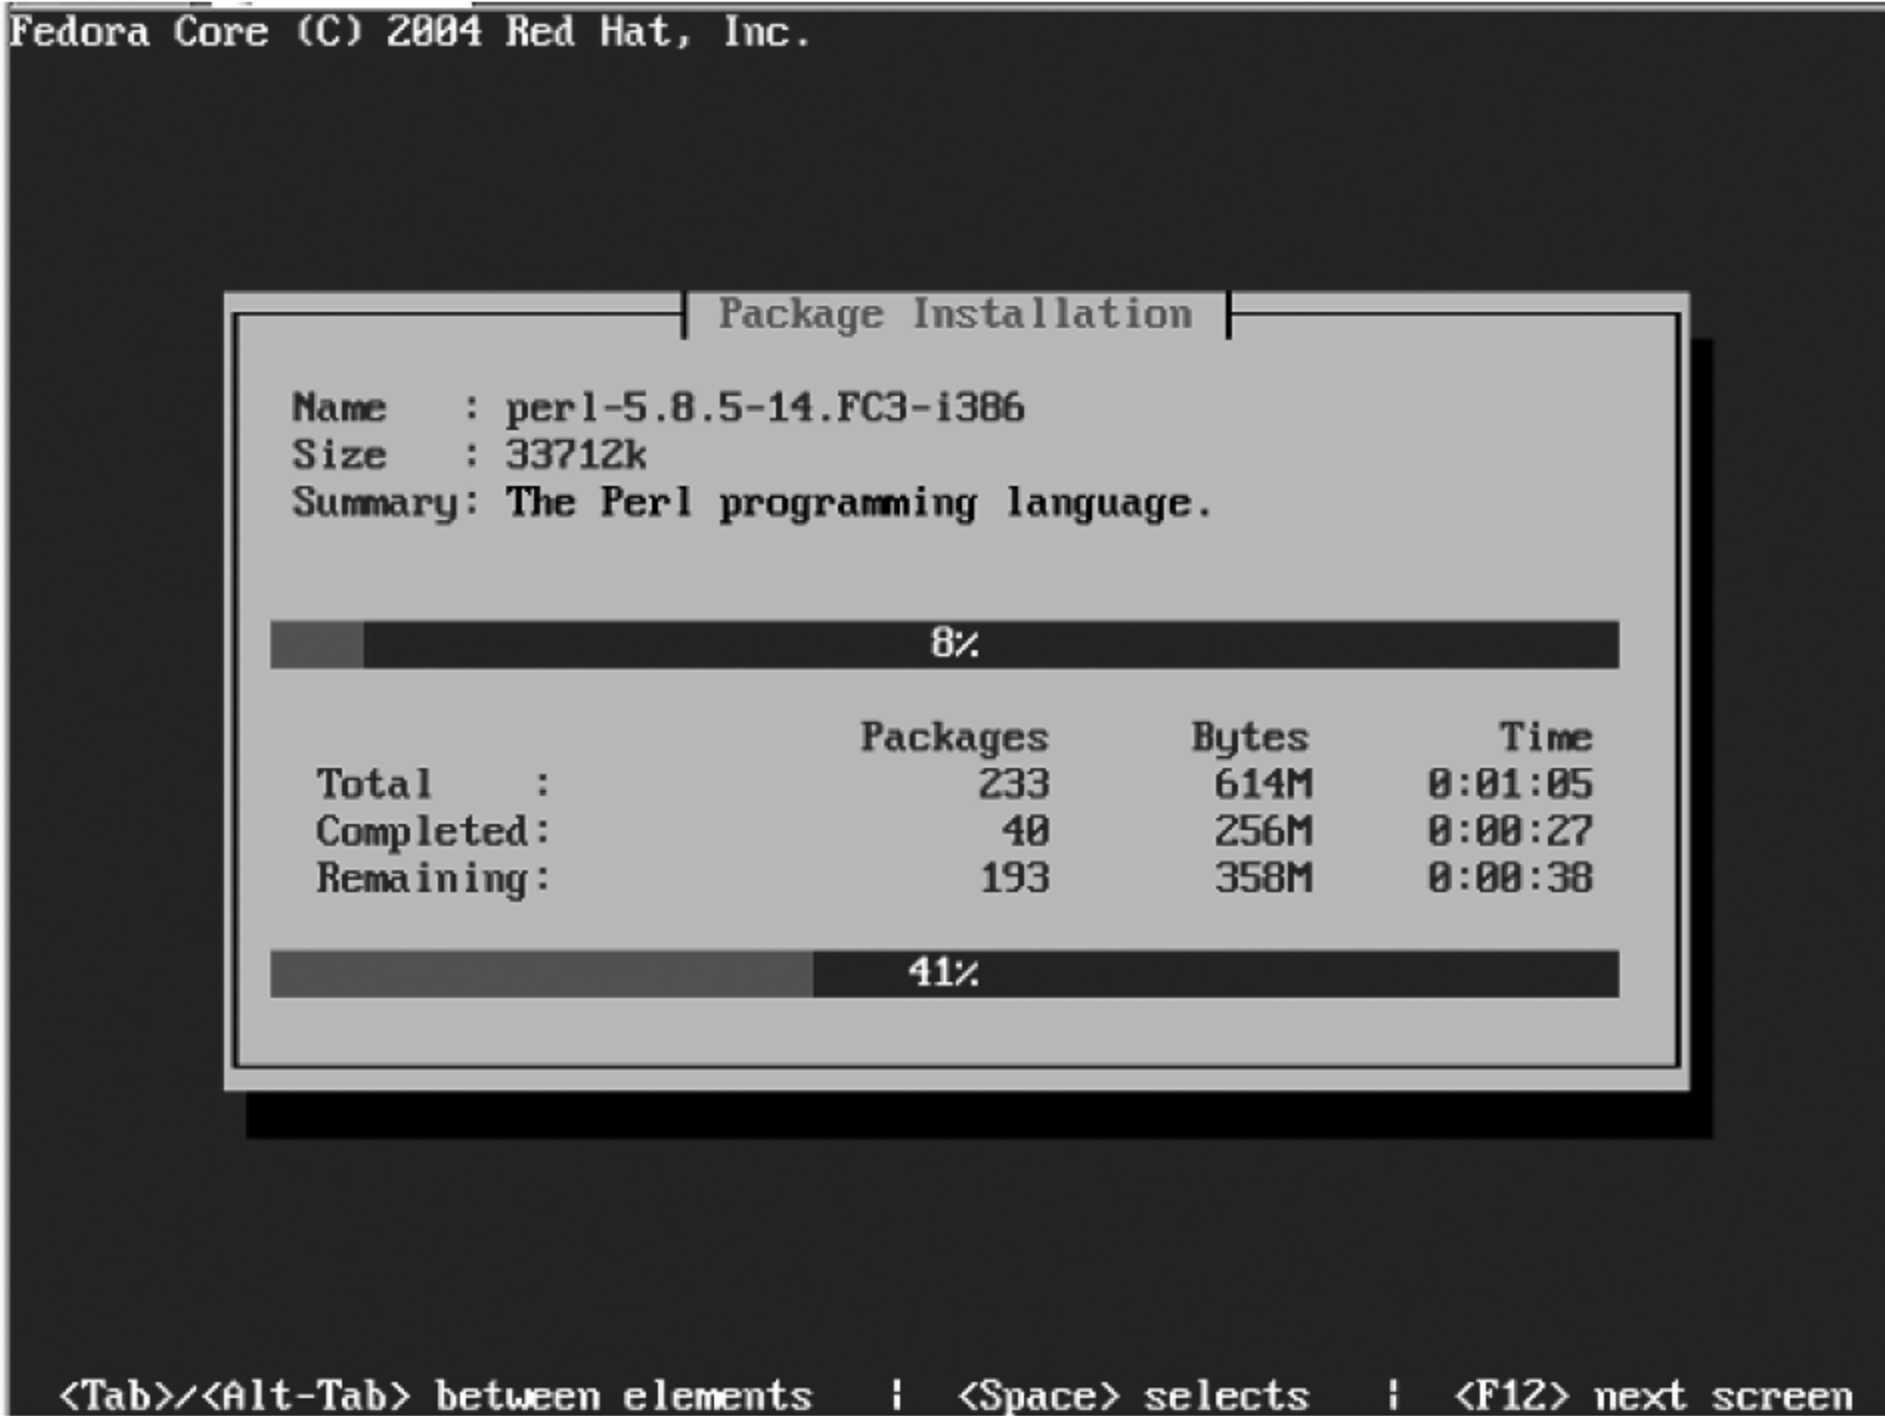 Fedora Core (C) 2004 Red Hat, Inc.
Package Installation
Name   : perl-5.8.5-14.FC3-i386
Size   : 33712k
Summary: The Perl programming language.
8%
Packages Bytes Time
Total    : 233 614M 0:01:05
Completed: 40 256M 0:00:27
Remaining: 193 358M 0:00:38
41%
<Tab>/<Alt-Tab> between elements   |  <Space> selects   |  <F12> next screen